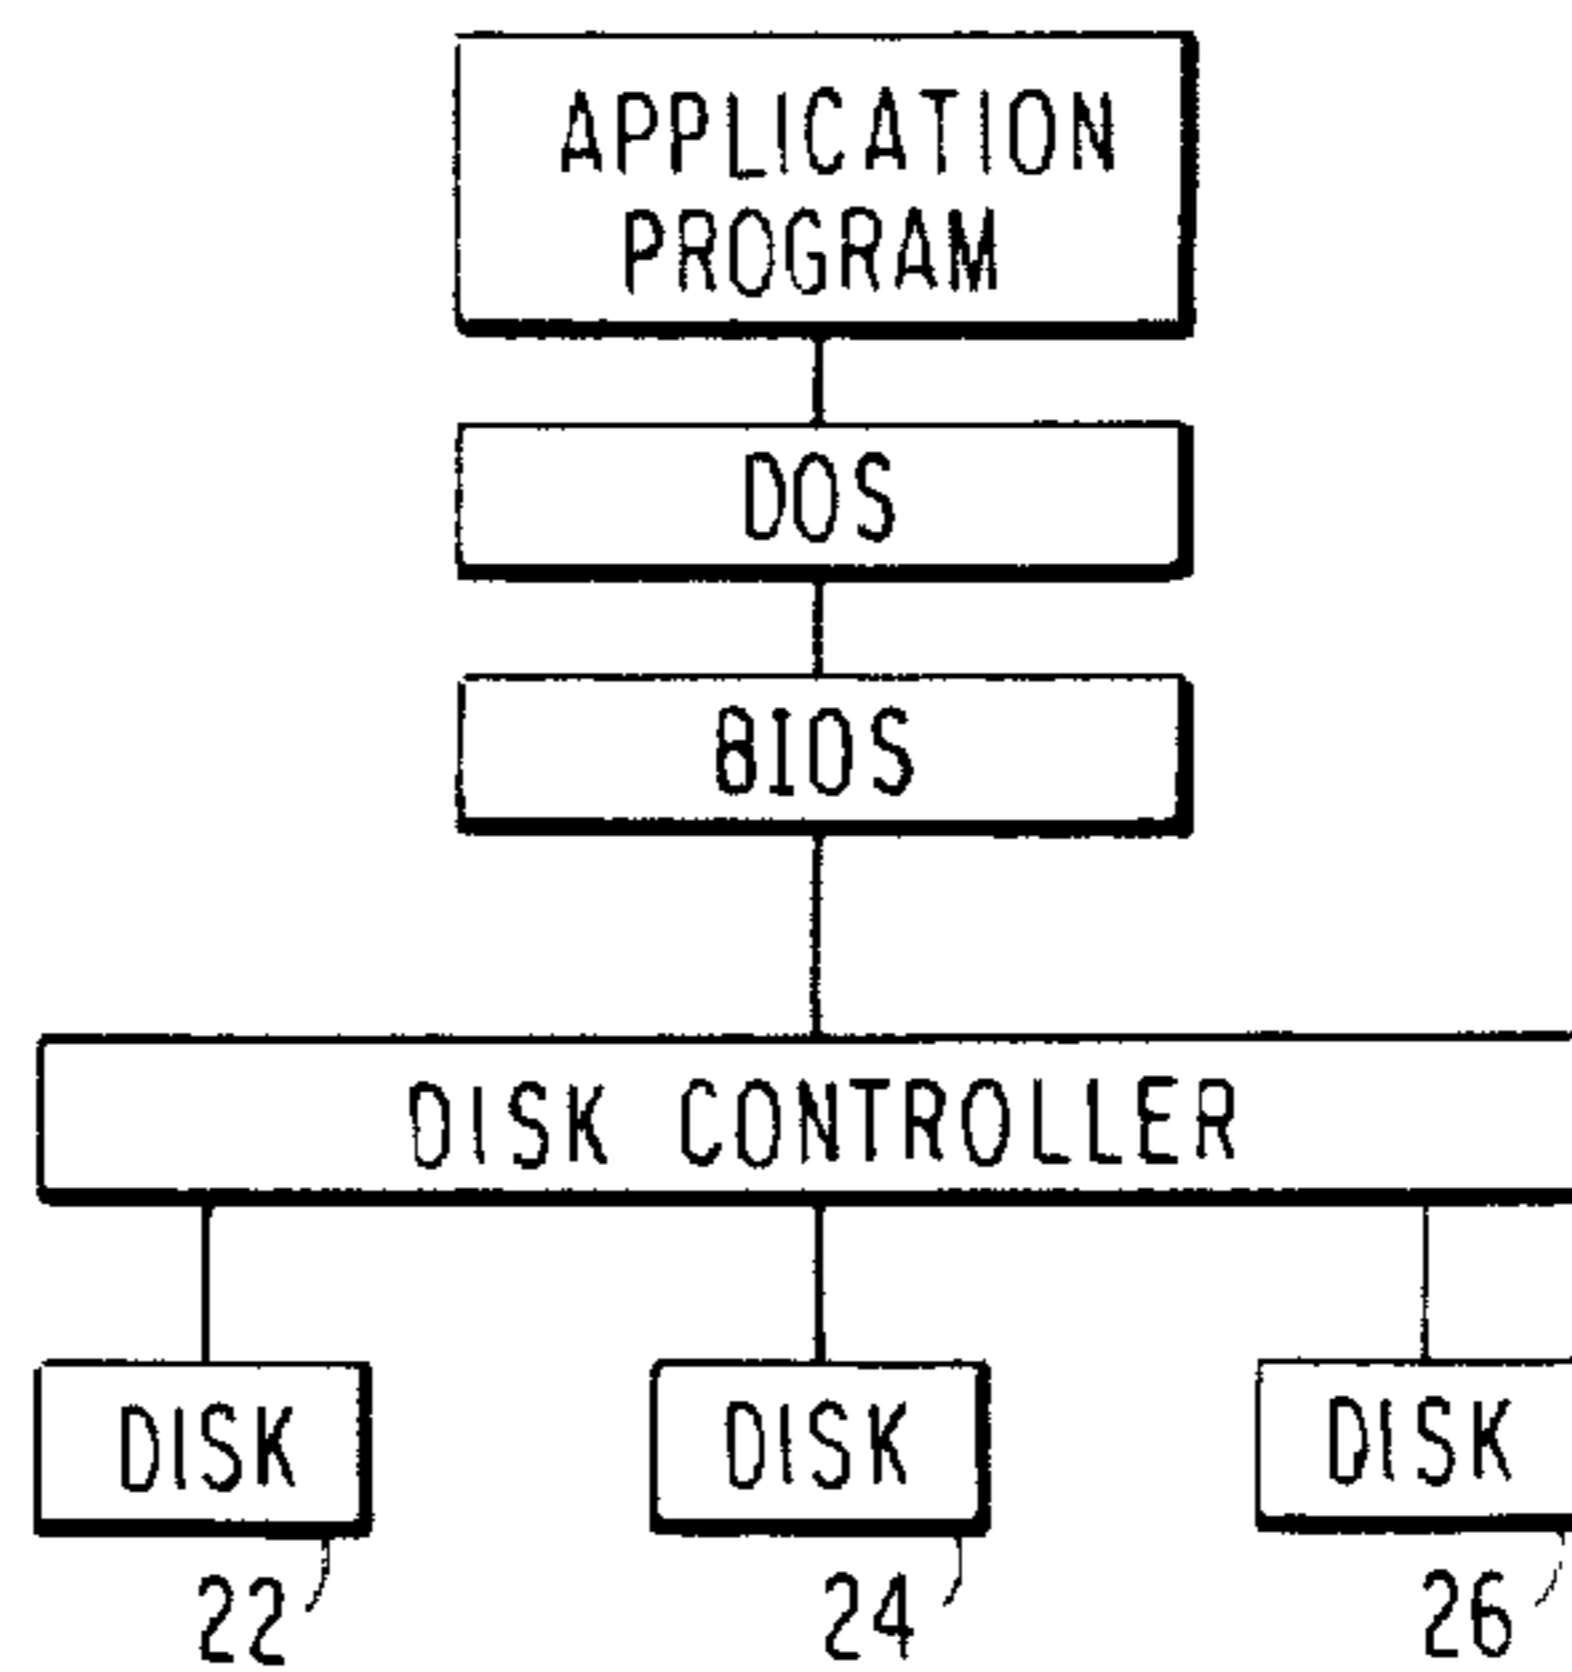 APPLICATION
PROGRAM
DOS
BIOS
DISK CONTROLLER
DISK DISK DISK
22 24 26